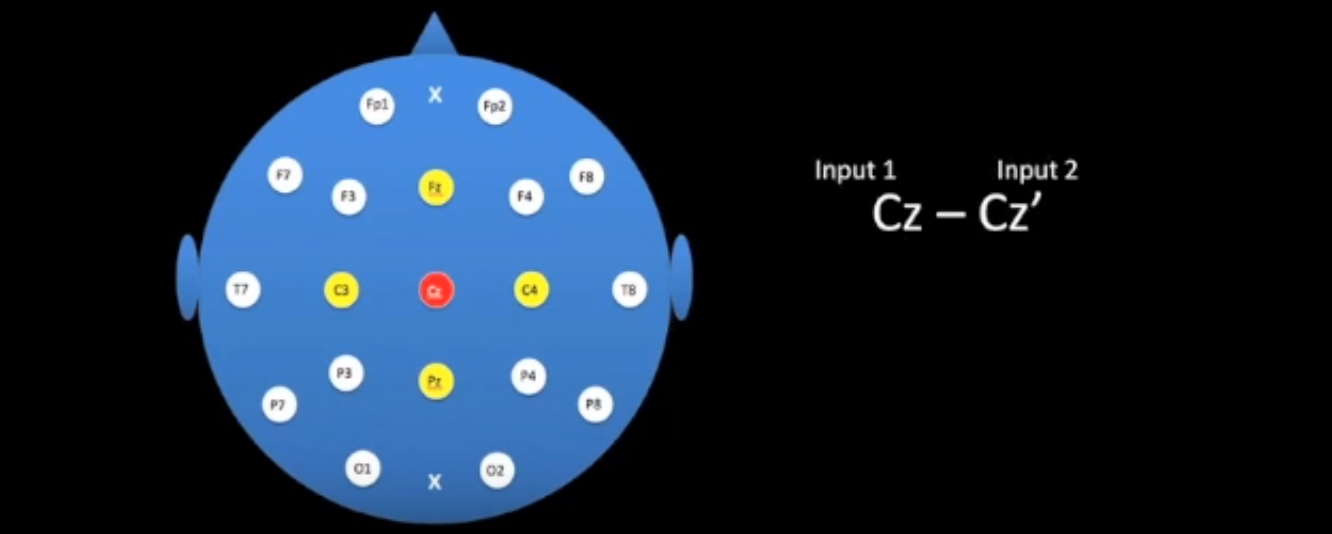 X
Fp1
Fp2
F7
F3
Fz
F4
F8
T7
C3
Cz
C4
T8
P3
Pz
P4
P7
P8
O1
X
O2
Input 1 Input 2
Cz – Cz′